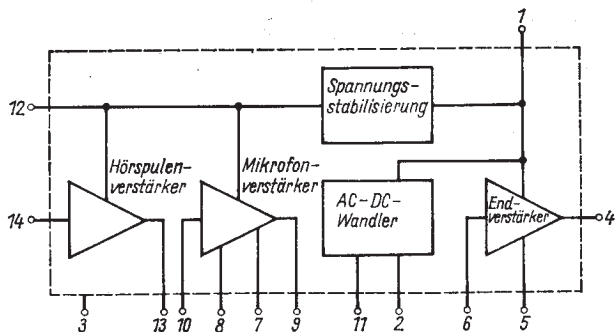 1
Spannungs-
stabilisierung
12
Hörspulen-
verstärker
Mikrofon-
verstärker
AC-DC-
Wandler
End-
verstärker
14
4
3
13
10
8
7
9
11
2
6
5